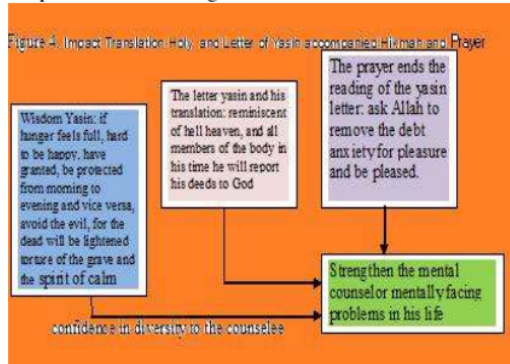 Figure 4. Impact Translation Holy, and Letter of Yasin accompanied Hikmah and Prayer
Wisdom Yasin: if
hunger feels full, hard
to be happy, have
granted, be protected
from morning to
evening and vice versa,
avoid the evil, for the
dead will be lightened
torture of the grave and
the spirit of calm
The letter yasin and his
translation: reminiscent
of hell heaven, and all
members of the body in
his time he will report
his deeds to God
The prayer ends the
reading of the yasin
letter: ask Allah to
remove the debt
anxiety for pleasure
and be pleased.
Strengthen the mental
counselor mentally facing
problems in his life
confidence in diversity to the counselee